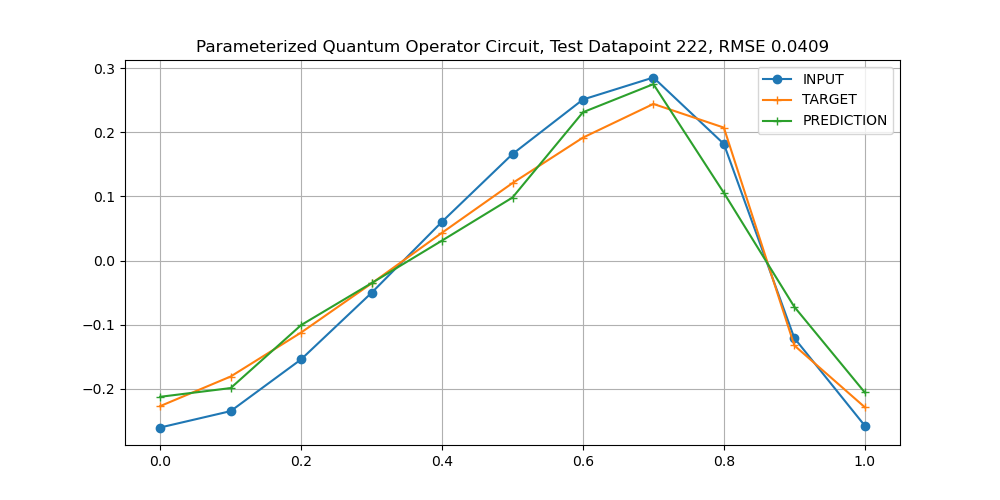 Parameterized Quantum Operator Circuit, Test Datapoint 222, RMSE 0.0409
INPUT
TARGET
PREDICTION
0.3
0.2
0.1
0.0
−0.1
−0.2
0.0 0.2 0.4 0.6 0.8 1.0